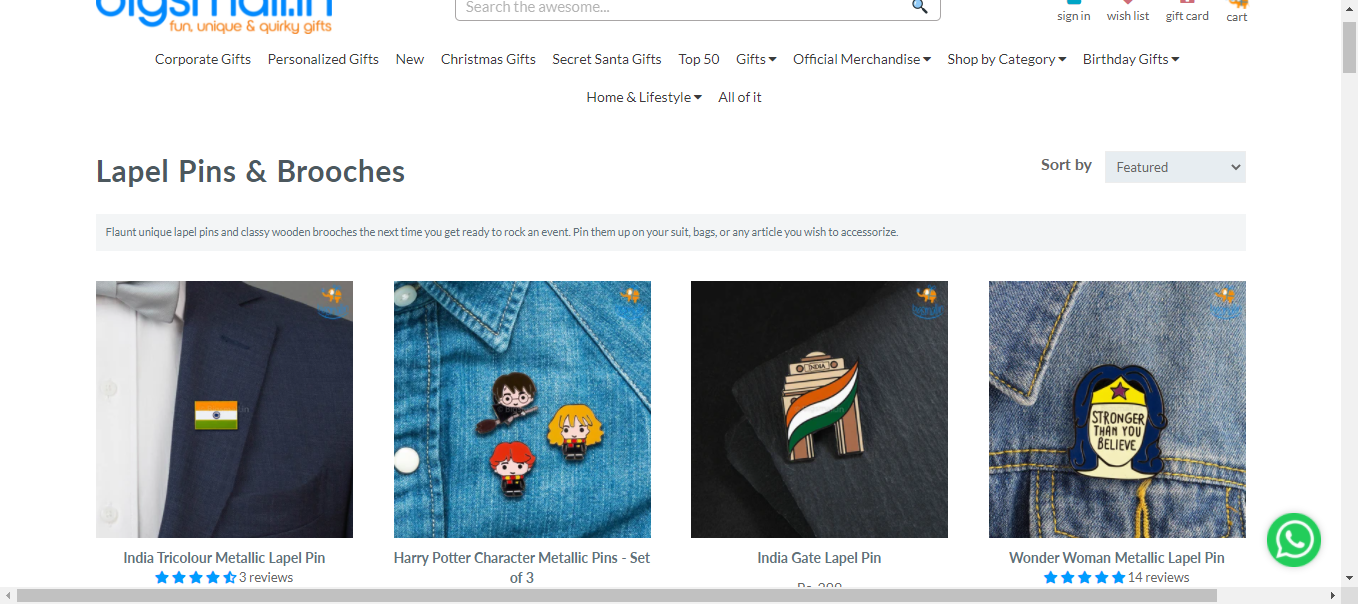 bigsmall.in
fun, unique & quirky gifts
Search the awesome...
sign in
wish list
gift card
cart
Corporate Gifts Personalized Gifts New Christmas Gifts Secret Santa Gifts Top 50 Gifts Official Merchandise Shop by Category Birthday Gifts
Home & Lifestyle All of it
Lapel Pins & Brooches
Sort by Featured
Flaunt unique lapel pins and classy wooden brooches the next time you get ready to rock an event. Pin them up on your suit, bags, or any article you wish to accessorize.
INDIA
STRONGER
THAN YOU
BELIEVE
India Tricolour Metallic Lapel Pin
3 reviews
Harry Potter Character Metallic Pins - Set
of 3
India Gate Lapel Pin
Wonder Woman Metallic Lapel Pin
14 reviews